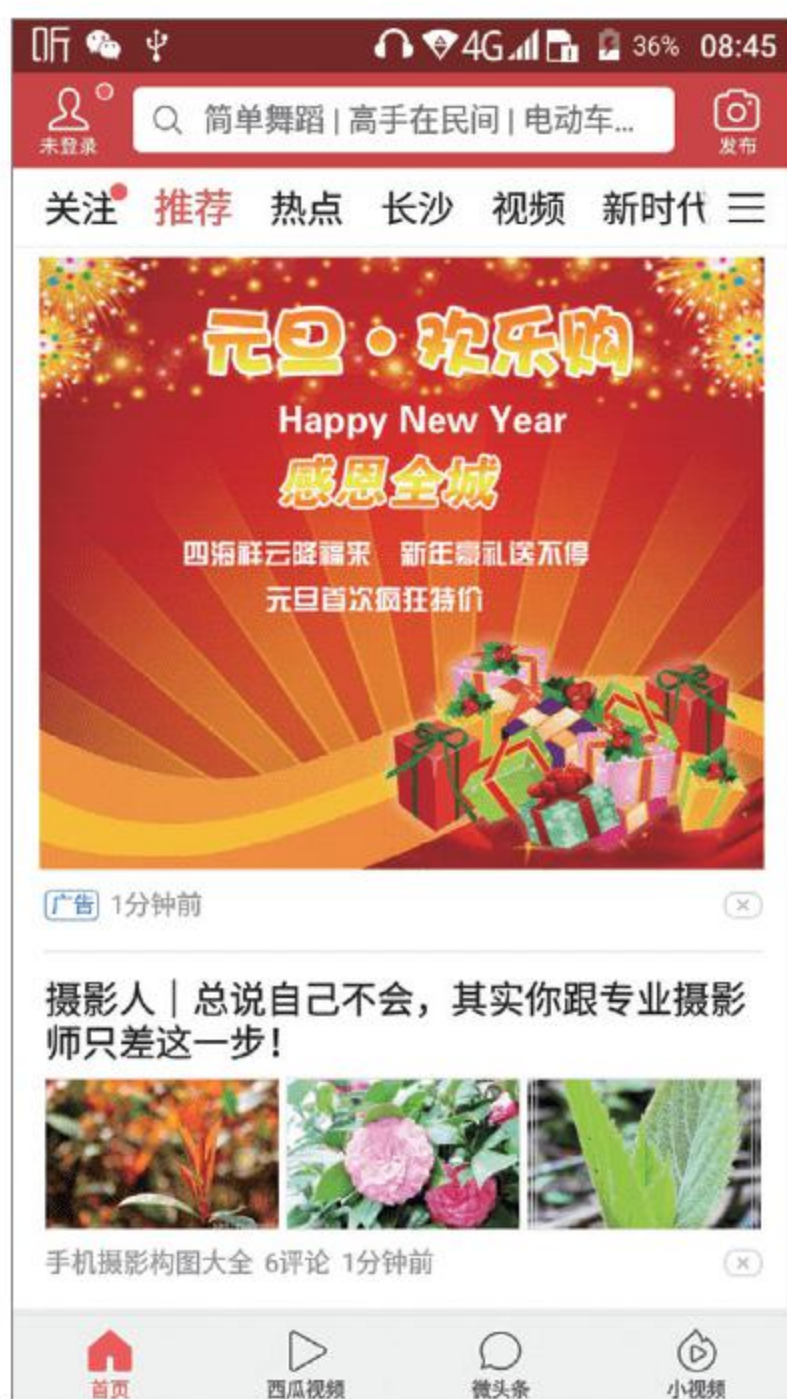 听 4G 36% 08:45
未登录
简单舞蹈 | 高手在民间 | 电动车...
发布
关注 推荐 热点 长沙 视频 新时代
元旦·欢乐购
Happy New Year
感恩全城
四海祥云降福来 新年豪礼送不停
元旦首次疯狂特价
广告 1分钟前
摄影人｜总说自己不会，其实你跟专业摄影
师只差这一步！
手机摄影构图大全 6评论 1分钟前
首页 西瓜视频 微头条 小视频